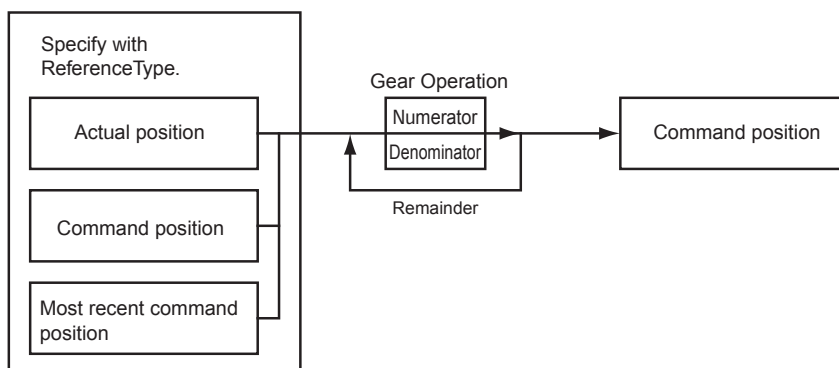 Specify with
ReferenceType.
Actual position
Command position
Most recent command
position
Gear Operation
Numerator
Denominator
Remainder
Command position